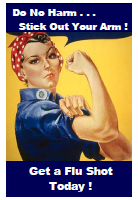 Do No Harm . . .
Stick Out Your Arm !
Get a Flu Shot
Today !